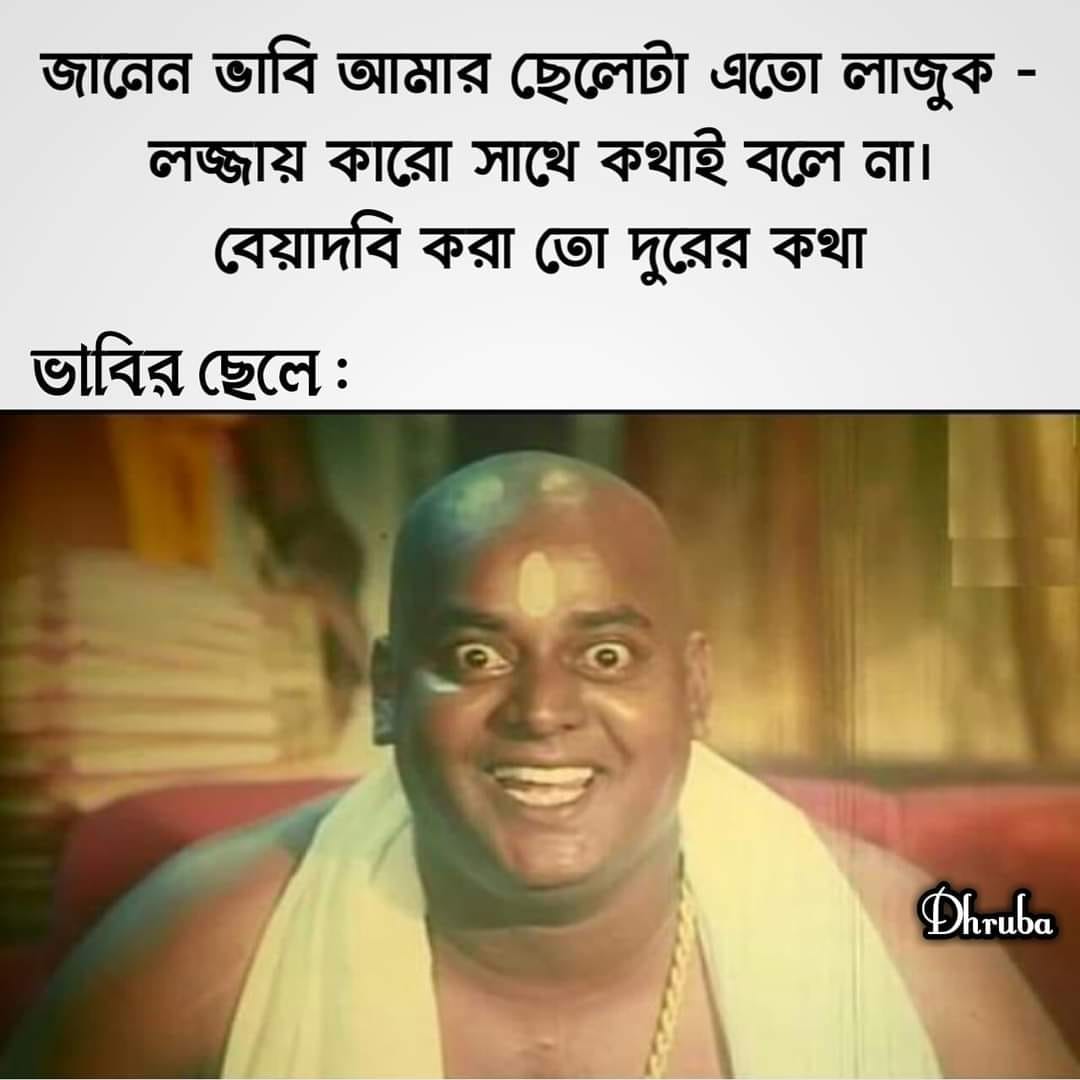 জানেন ভাবি আমার ছেলেটা এতো লাজুক -
লজ্জায় কারো সাথে কথাই বলে না।
বেয়াদবি করা তো দুরের কথা
ভাবির ছেলে :
Dhruba